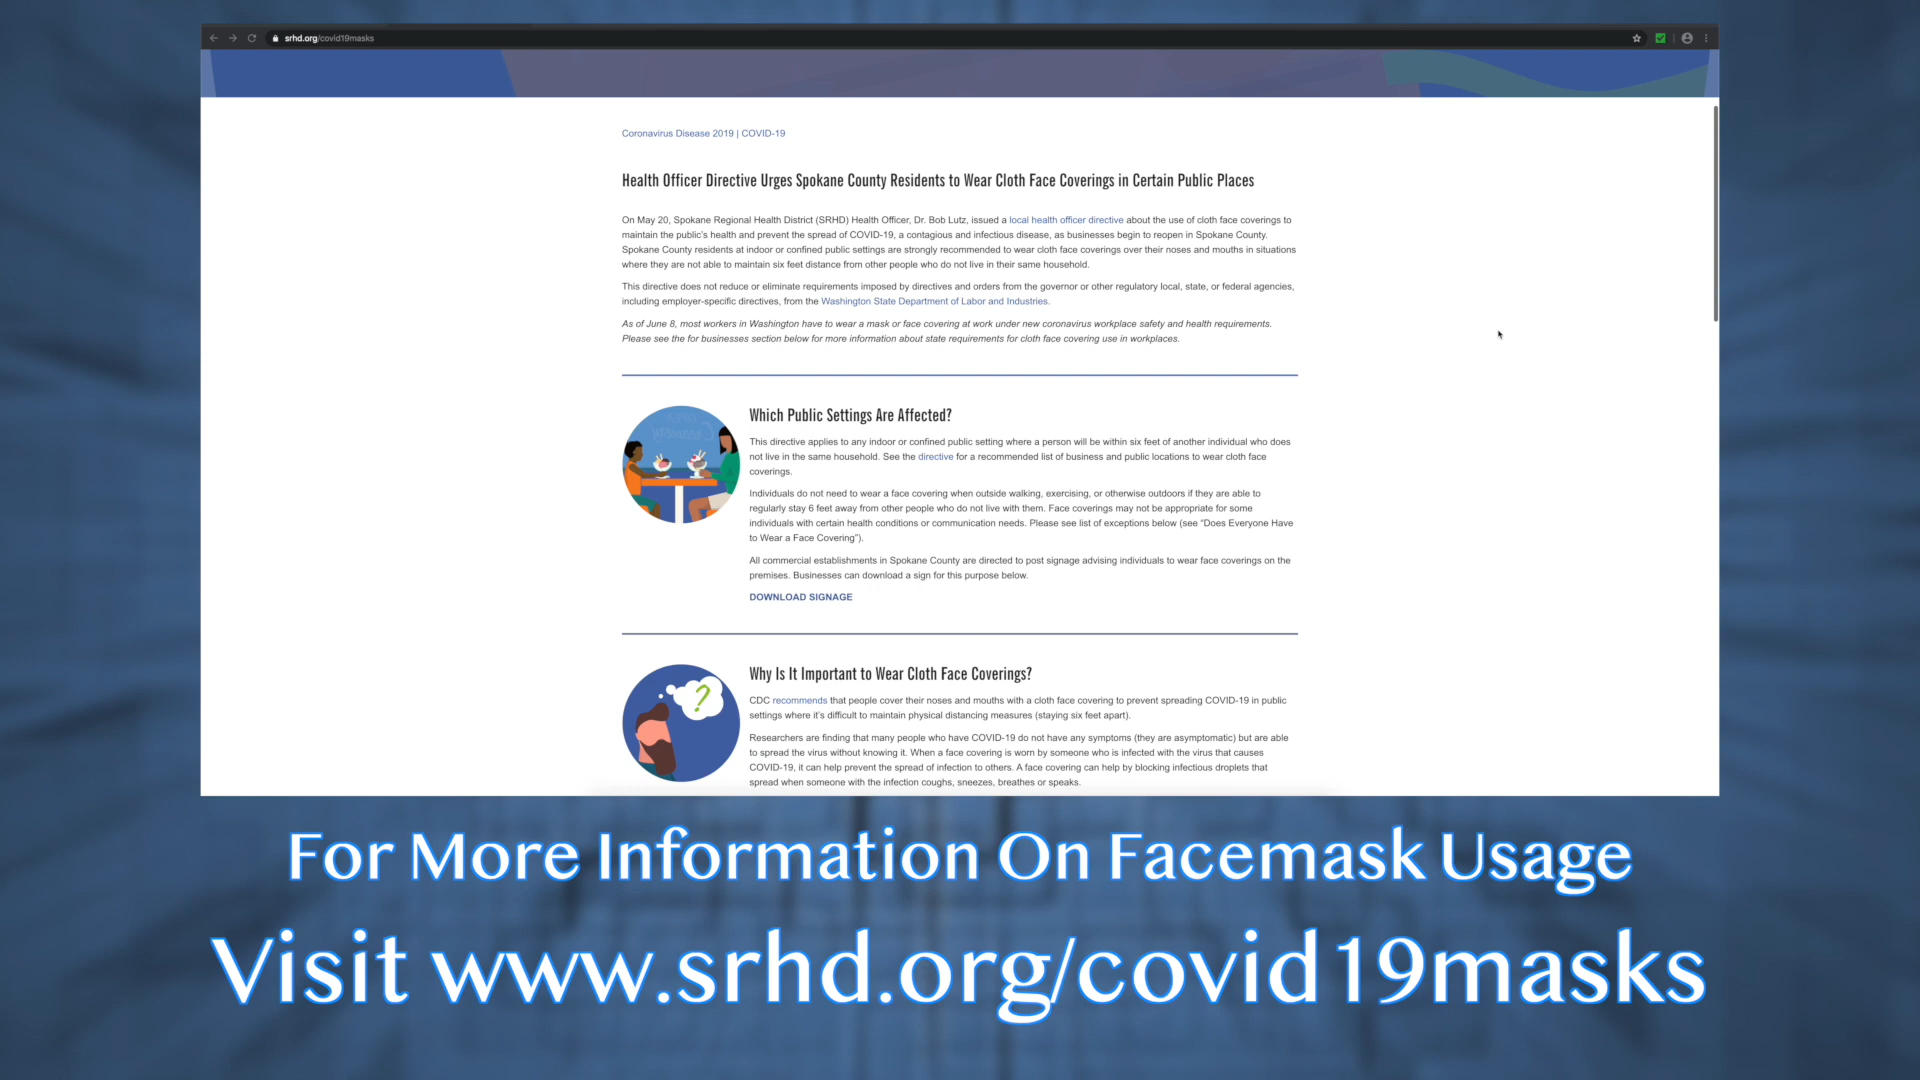 srhd.org/covid19masks
Coronavirus Disease 2019 | COVID-19
Health Officer Directive Urges Spokane County Residents to Wear Cloth Face Coverings in Certain Public Places
On May 20, Spokane Regional Health District (SRHD) Health Officer, Dr. Bob Lutz, issued a local health officer directive about the use of cloth face coverings to
maintain the public's health and prevent the spread of COVID-19, a contagious and infectious disease, as businesses begin to reopen in Spokane County.
Spokane County residents at indoor or confined public settings are strongly recommended to wear cloth face coverings over their noses and mouths in situations
where they are not able to maintain six feet distance from other people who do not live in their same household.
This directive does not reduce or eliminate requirements imposed by directives and orders from the governor or other regulatory local, state, or federal agencies,
including employer-specific directives, from the Washington State Department of Labor and Industries.
As of June 8, most workers in Washington have to wear a mask or face covering at work under new coronavirus workplace safety and health requirements.
Please see the for businesses section below for more information about state requirements for cloth face covering use in workplaces.
Which Public Settings Are Affected?
This directive applies to any indoor or confined public setting where a person will be within six feet of another individual who does
not live in the same household. See the directive for a recommended list of business and public locations to wear cloth face
coverings.
Individuals do not need to wear a face covering when outside walking, exercising, or otherwise outdoors if they are able to
regularly stay 6 feet away from other people who do not live with them. Face coverings may not be appropriate for some
individuals with certain health conditions or communication needs. Please see list of exceptions below (see "Does Everyone Have
to Wear a Face Covering").
All commercial establishments in Spokane County are directed to post signage advising individuals to wear face coverings on the
premises. Businesses can download a sign for this purpose below.
DOWNLOAD SIGNAGE
Why Is It Important to Wear Cloth Face Coverings?
CDC recommends that people cover their noses and mouths with a cloth face covering to prevent spreading COVID-19 in public
settings where it's difficult to maintain physical distancing measures (staying six feet apart).
Researchers are finding that many people who have COVID-19 do not have any symptoms (they are asymptomatic) but are able
to spread the virus without knowing it. When a face covering is worn by someone who is infected with the virus that causes
COVID-19, it can help prevent the spread of infection to others. A face covering can help by blocking infectious droplets that
spread when someone with the infection coughs, sneezes, breathes or speaks.
For More Information On Facemask Usage
Visit www.srhd.org/covid19masks